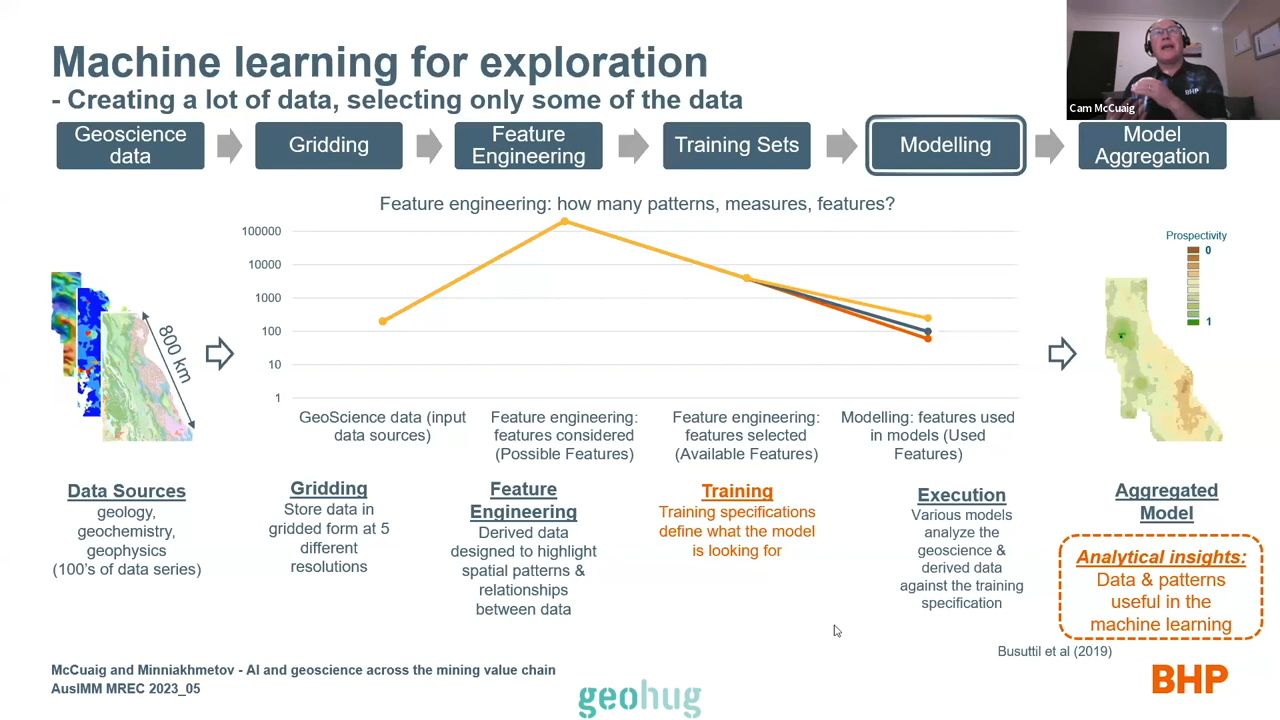 Machine learning for exploration
- Creating a lot of data, selecting only some of the data
BHP
Cam McCuaig
Geoscience
data
Gridding
Feature
Engineering
Training Sets
Modelling
Model
Aggregation
Feature engineering: how many patterns, measures, features?
100000
10000
1000
100
10
1
800 km
Prospectivity
0
1
GeoScience data (input
data sources)
Feature engineering:
features considered
(Possible Features)
Feature engineering:
features selected
(Available Features)
Modelling: features used
in models (Used
Features)
Data Sources
geology,
geochemistry,
geophysics
(100's of data series)
Gridding
Store data in
gridded form at 5
different
resolutions
Feature
Engineering
Derived data
designed to highlight
spatial patterns &
relationships
between data
Training
Training specifications
define what the model
is looking for
Execution
Various models
analyze the
geoscience &
derived data
against the training
specification
Aggregated
Model
Analytical insights:
Data & patterns
useful in the
machine learning
Busuttil et al (2019)
McCuaig and Minniakhmetov - AI and geoscience across the mining value chain
AusIMM MREC 2023_05
geohug
BHP